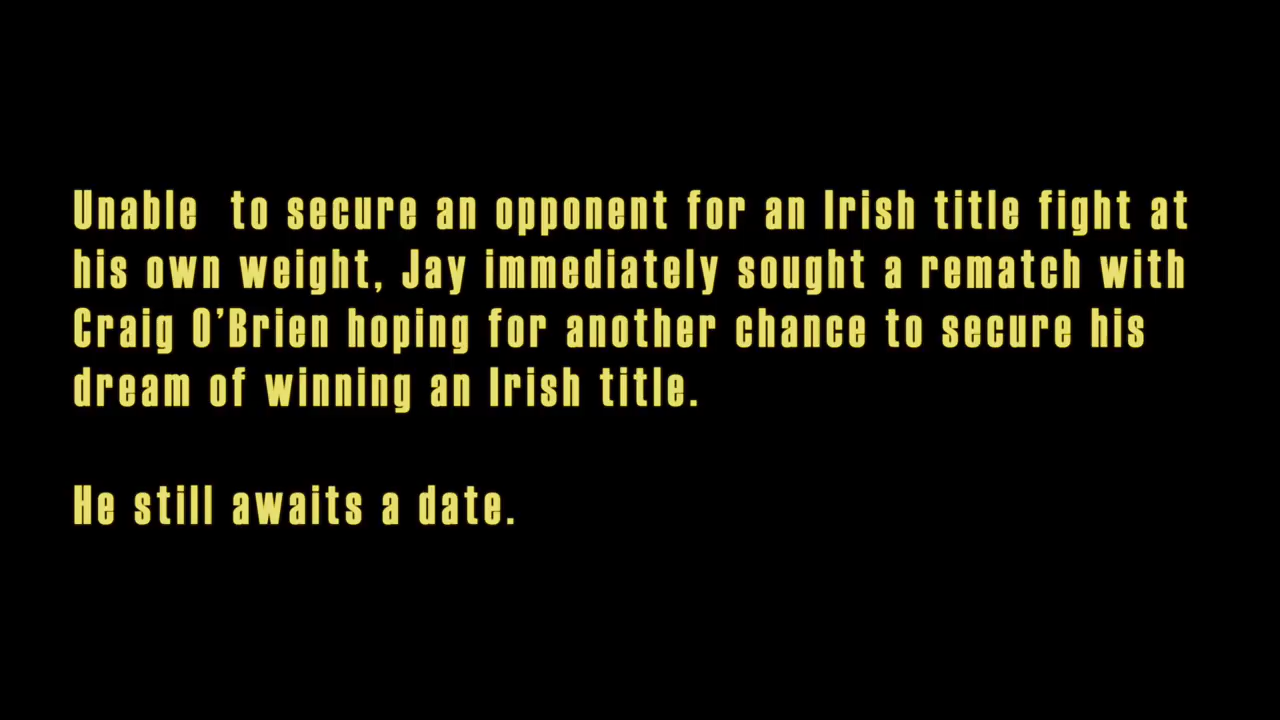 Unable  to secure an opponent for an Irish title fight at
his own weight, Jay immediately sought a rematch with
Craig O’Brien hoping for another chance to secure his
dream of winning an Irish title.
He still awaits a date.